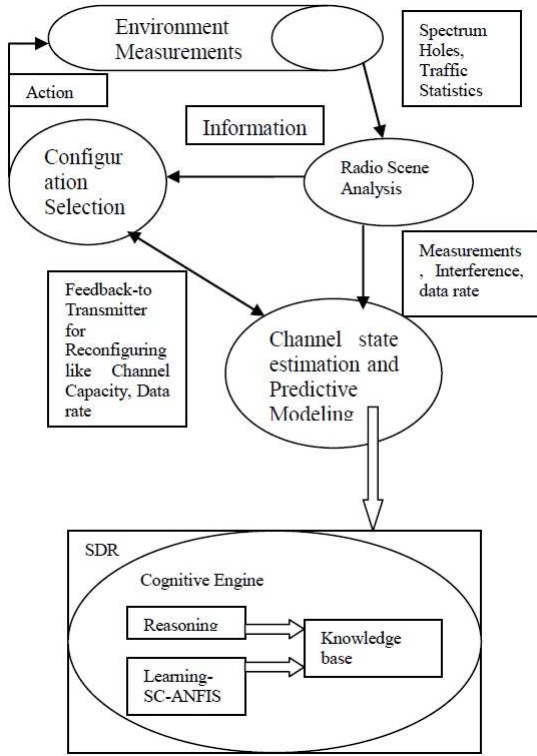 Environment
Measurements
Spectrum
Holes,
Traffic
Statistics
Action
Information
Configur
ation
Selection
Radio Scene
Analysis
Measurements
, Interference,
data rate
Feedback-to
Transmitter
for
Reconfiguring
like Channel
Capacity, Data
rate
Channel state
estimation and
Predictive
Modeling
SDR
Cognitive Engine
Reasoning
Knowledge
base
Learning-
SC-ANFIS